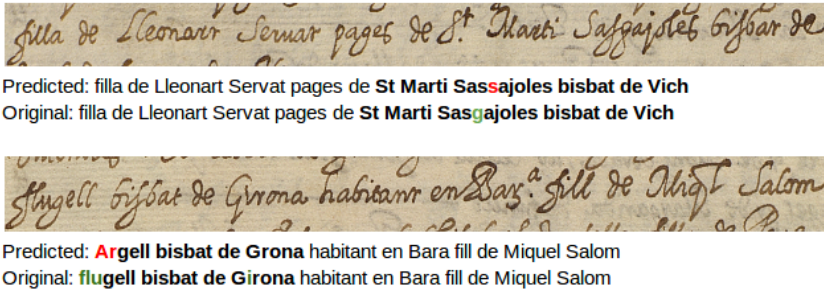 filla de Lleonart Servat pages de S.t Marti Sasgajoles bisbat de
Predicted: filla de Lleonart Servat pages de St Marti Sassajoles bisbat de Vich
Original: filla de Lleonart Servat pages de St Marti Sasgajoles bisbat de Vich
flugell bisbat de Girona habitant en Bar.a fill de Miql Salom
Predicted: Argell bisbat de Grona habitant en Bara fill de Miquel Salom
Original: flugell bisbat de Girona habitant en Bara fill de Miquel Salom